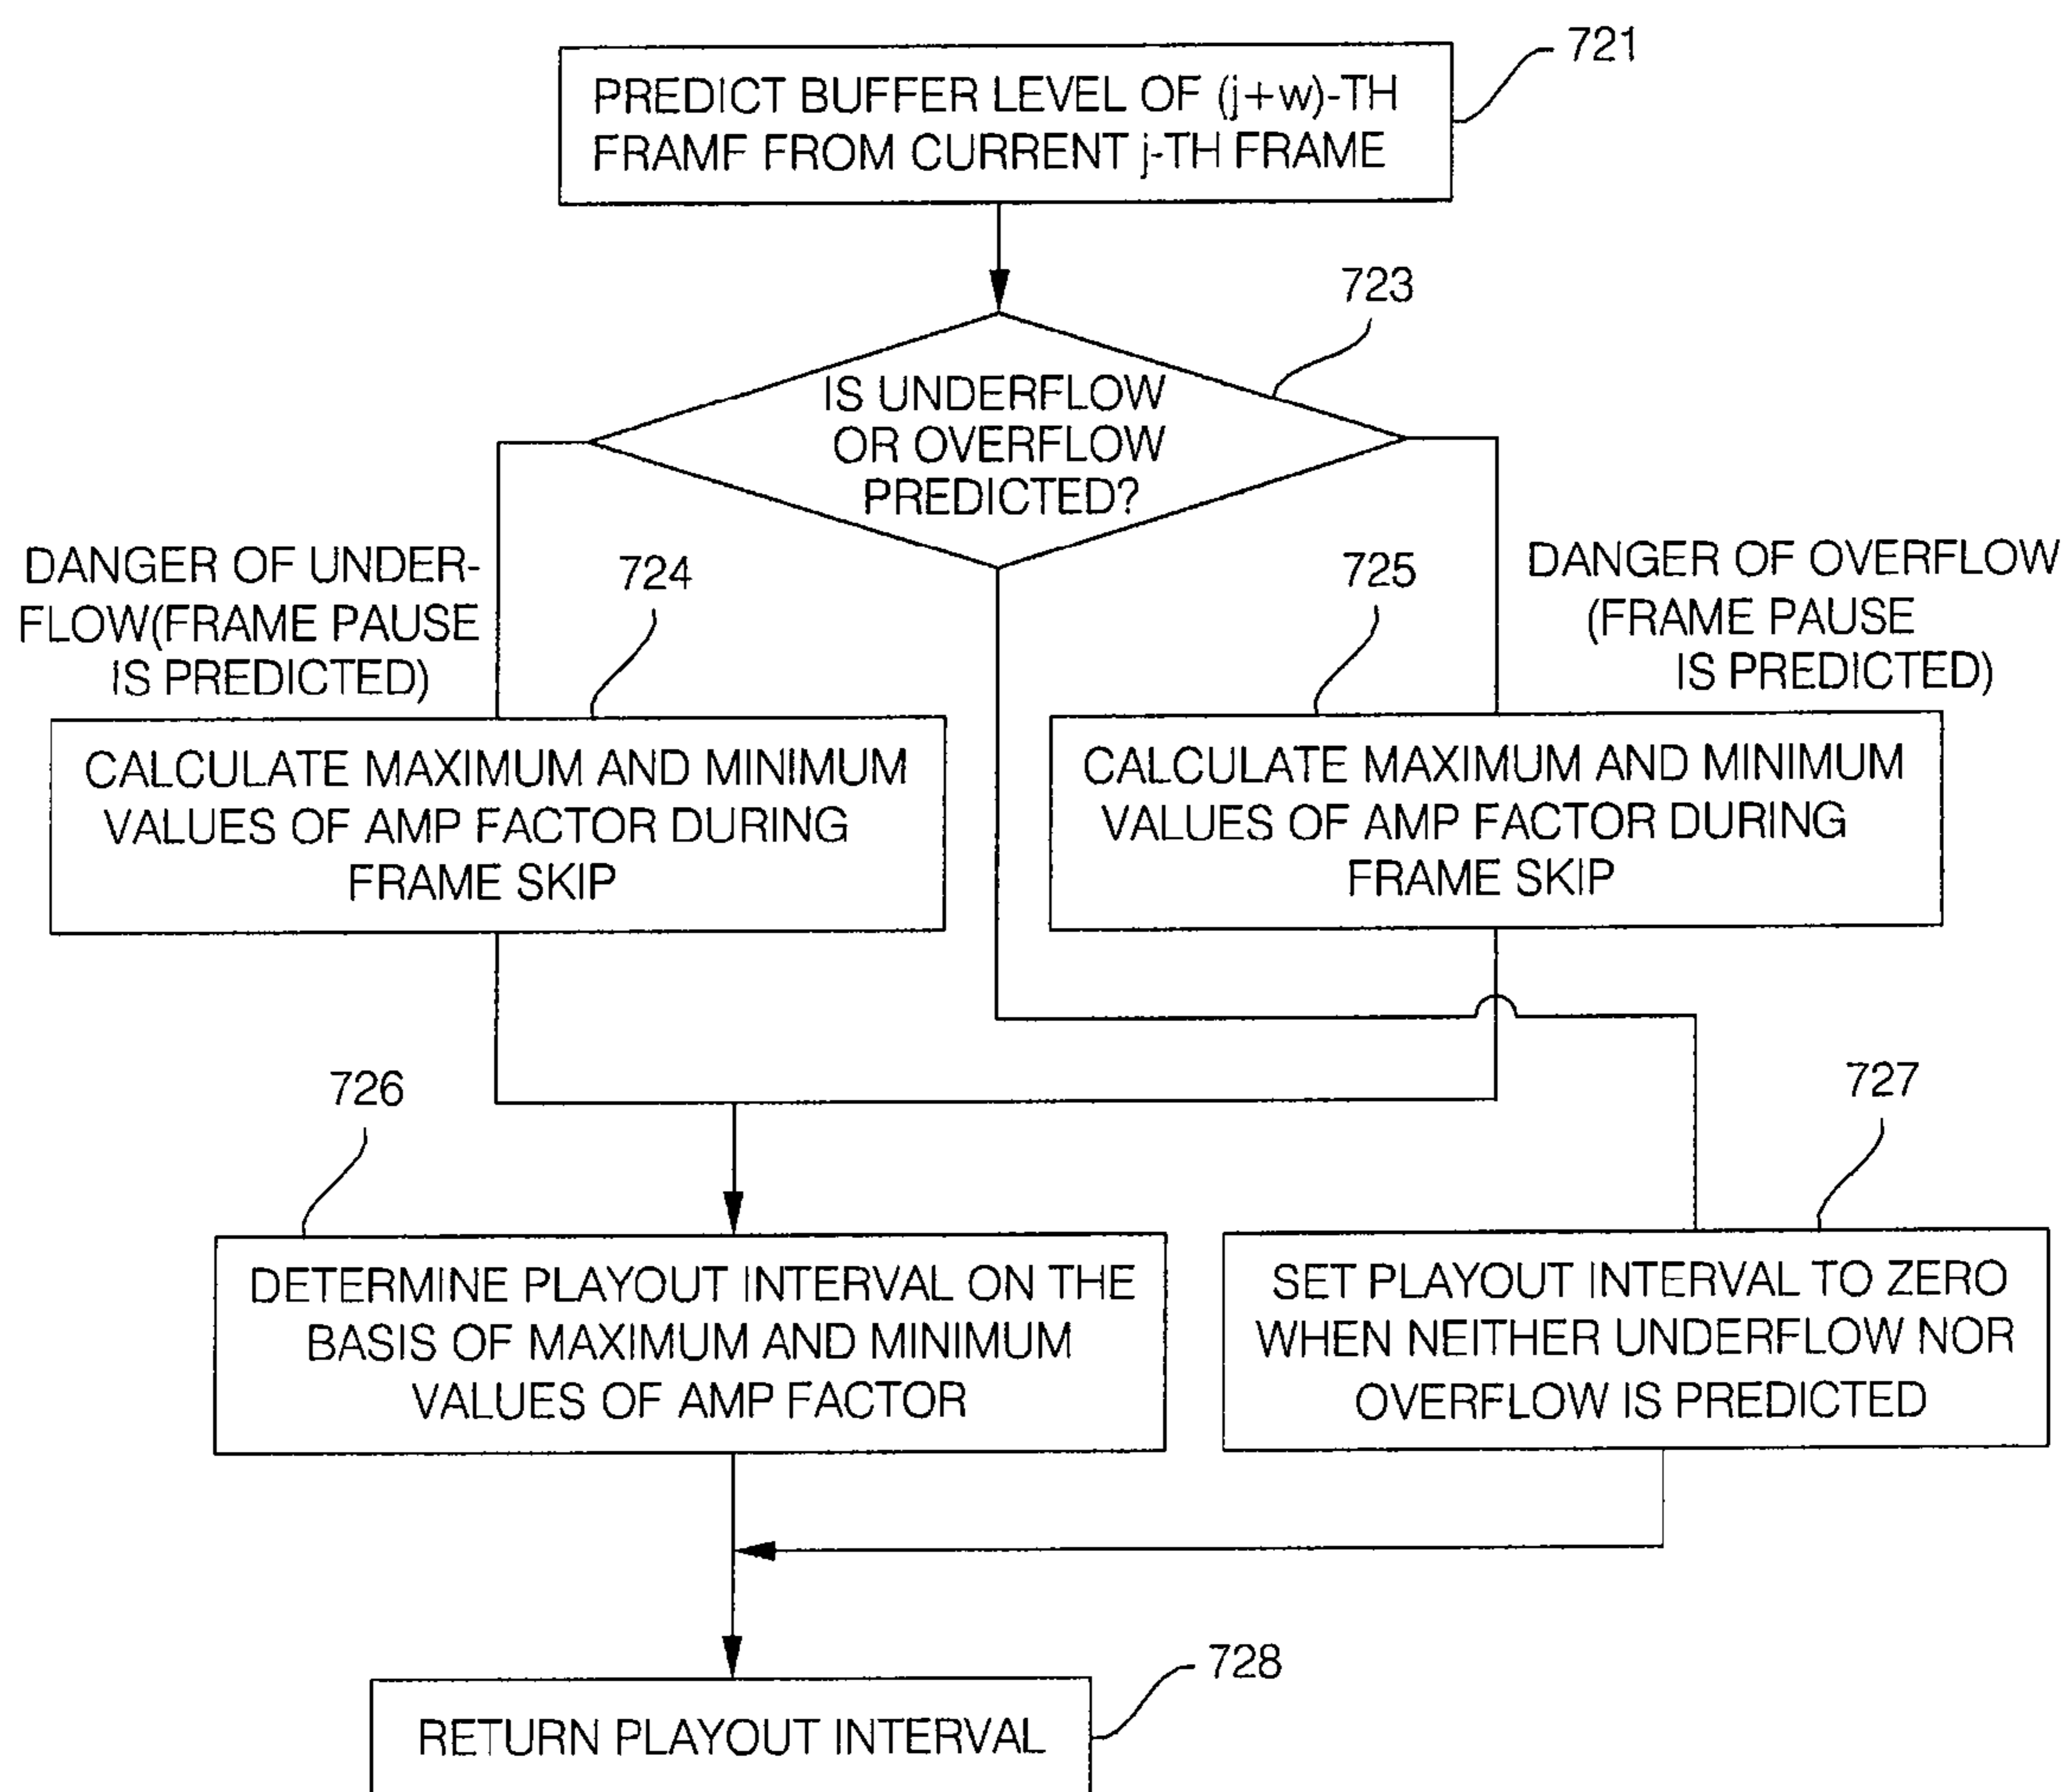 721
PREDICT BUFFER LEVEL OF (j+w)-TH
FRAMF FROM CURRENT j-TH FRAME
723
IS UNDERFLOW
OR OVERFLOW
PREDICTED?
DANGER OF UNDER-
FLOW(FRAME PAUSE
IS PREDICTED)
724
725
DANGER OF OVERFLOW
(FRAME PAUSE
IS PREDICTED)
CALCULATE MAXIMUM AND MINIMUM
VALUES OF AMP FACTOR DURING
FRAME SKIP
CALCULATE MAXIMUM AND MINIMUM
VALUES OF AMP FACTOR DURING
FRAME SKIP
726
727
DETERMINE PLAYOUT INTERVAL ON THE
BASIS OF MAXIMUM AND MINIMUM
VALUES OF AMP FACTOR
SET PLAYOUT INTERVAL TO ZERO
WHEN NEITHER UNDERFLOW NOR
OVERFLOW IS PREDICTED
728
RETURN PLAYOUT INTERVAL